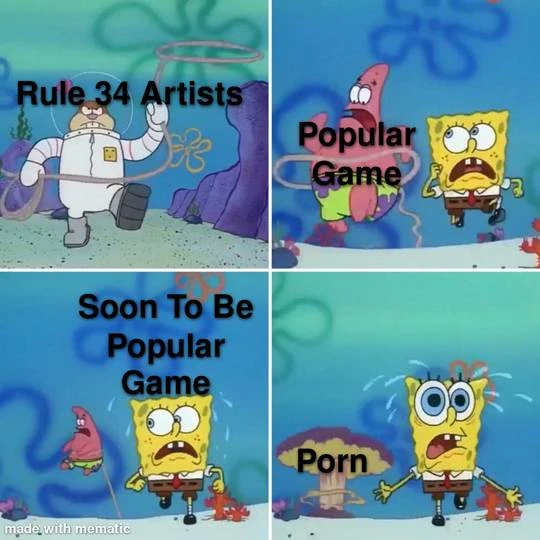 Rule 34 Artists
Popular
Game
Soon To Be
Popular
Game
Porn
made with mematic